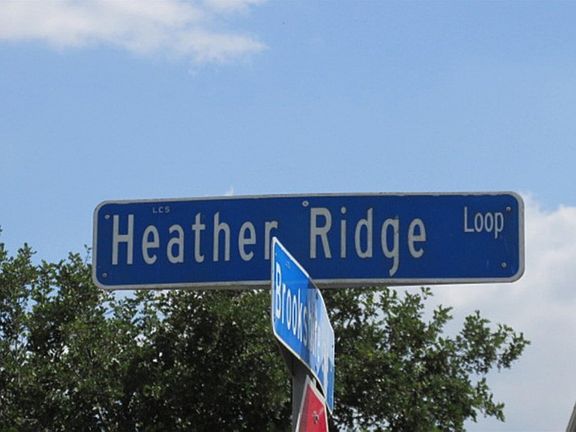 LCS
Heather Ridge Loop
Brooks